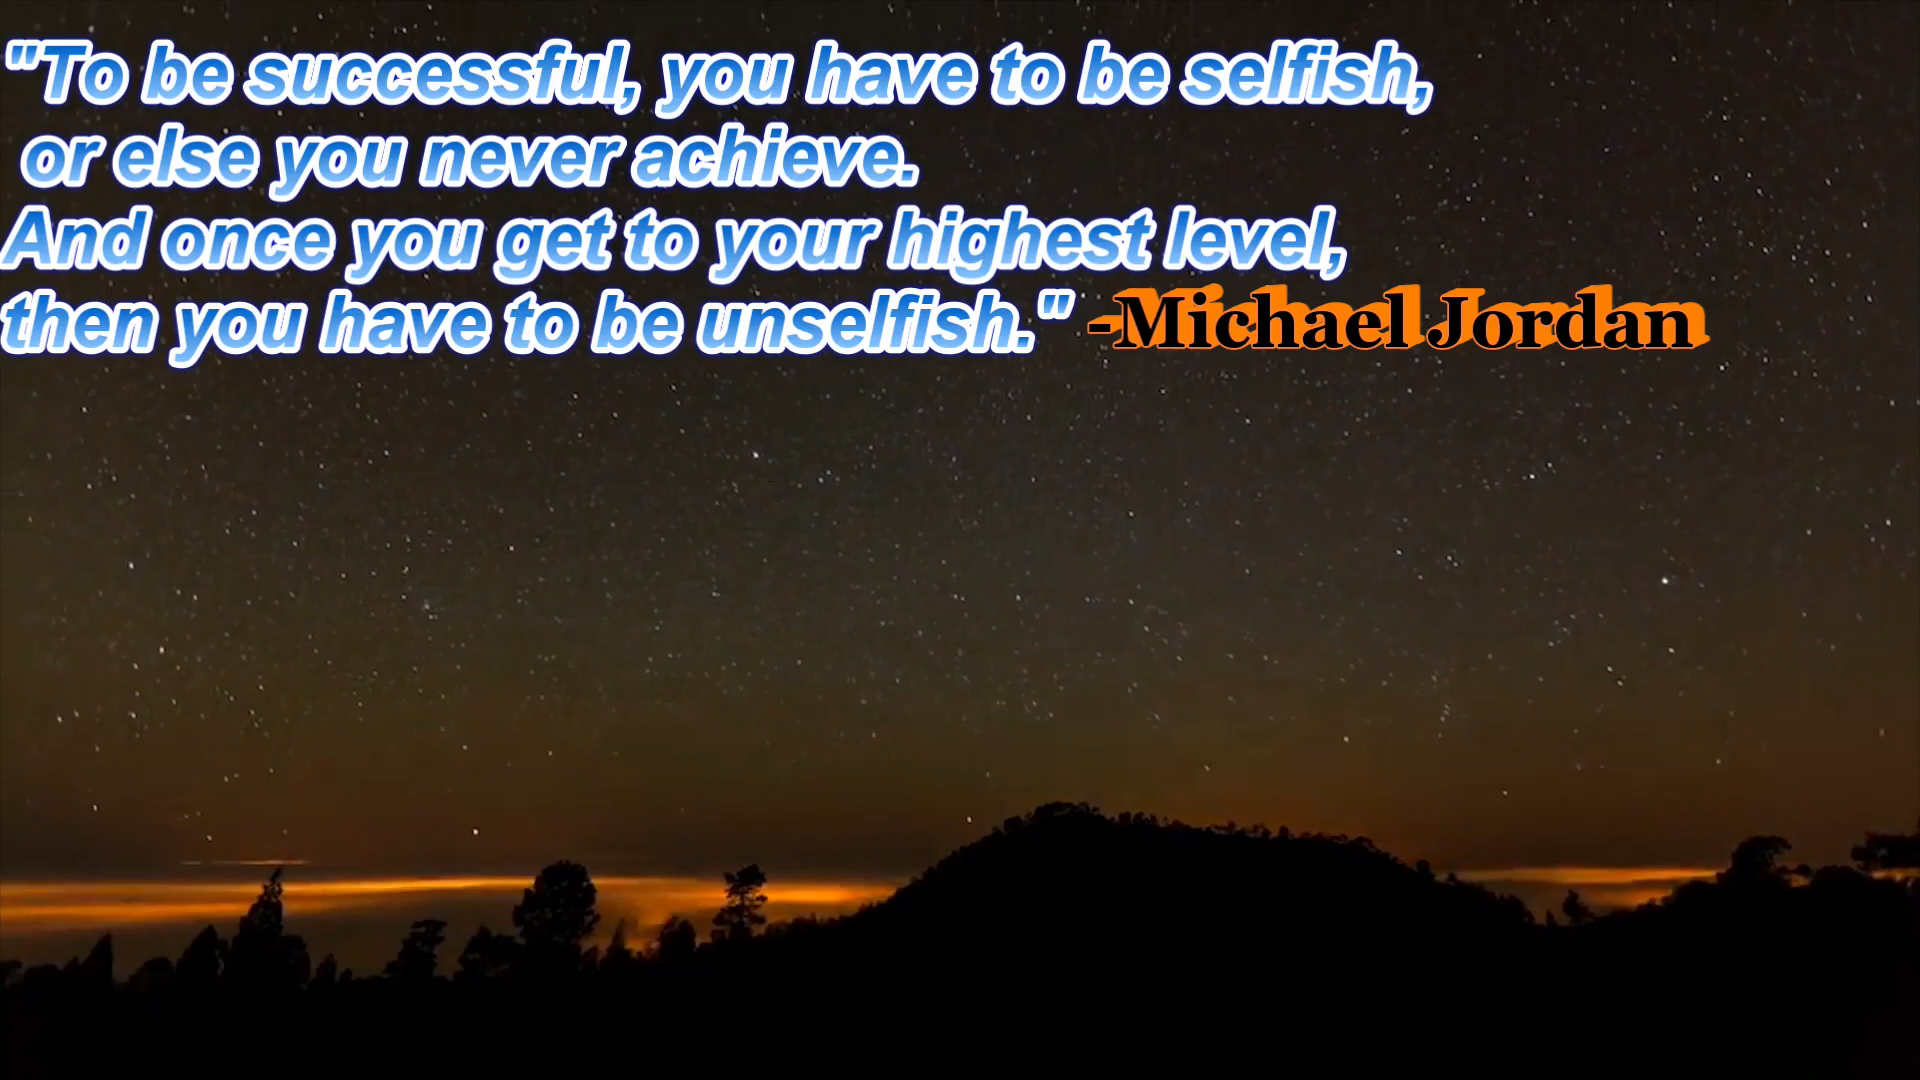 "To be successful, you have to be selfish,
or else you never achieve.
And once you get to your highest level,
then you have to be unselfish." -Michael Jordan